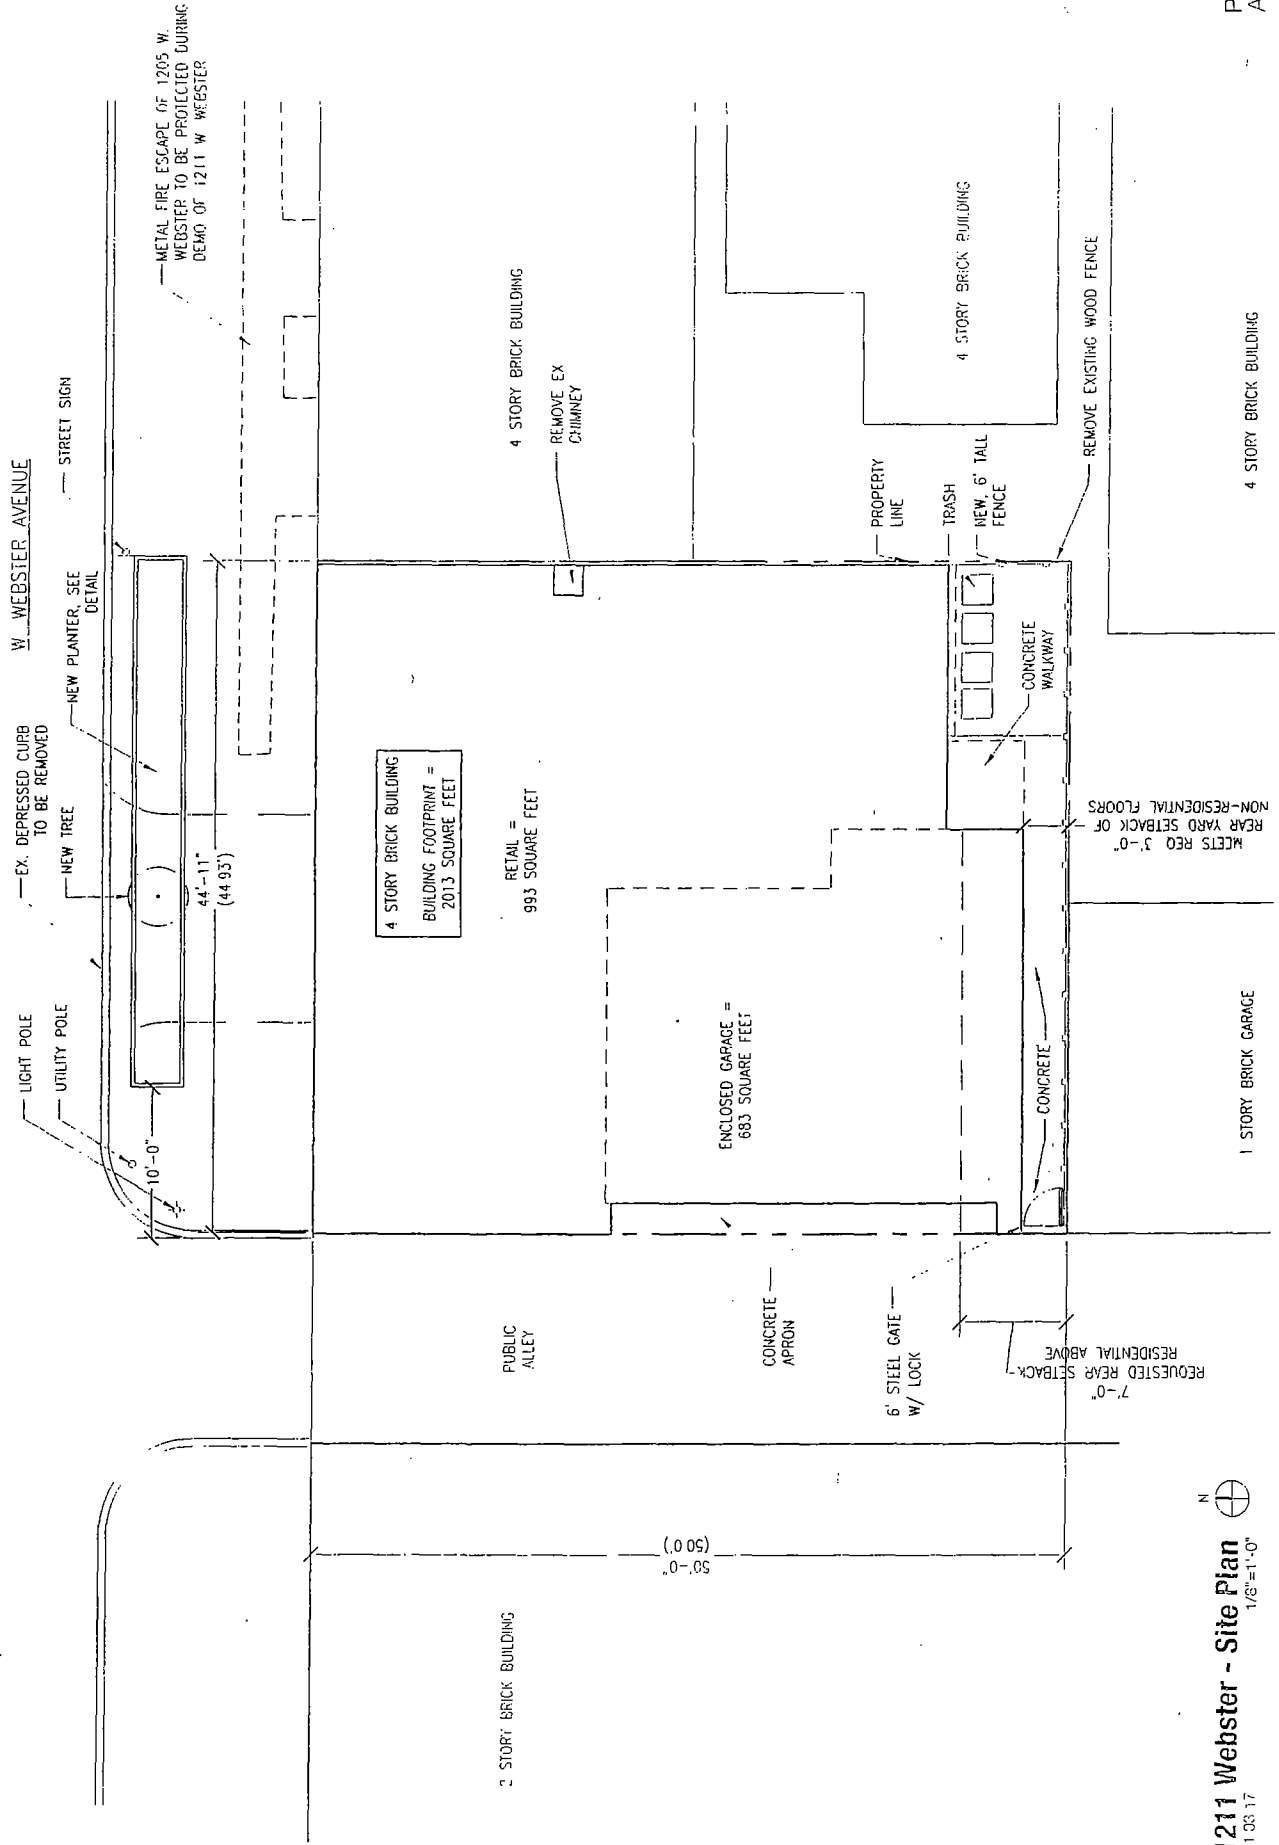 W. WEBSTER AVENUE
LIGHT POLE
UTILITY POLE
EX. DEPRESSED CURB
TO BE REMOVED
NEW TREE
NEW PLANTER, SEE
DETAIL
STREET SIGN
METAL FIRE ESCAPE OF 1205 W.
WEBSTER TO BE PROTECTED DURING
DEMO OF 1211 W WEBSTER
10'-0"
44'-11"
(44 93')
4 STORY BRICK BUILDING
BUILDING FOOTPRINT =
2013 SQUARE FEET
RETAIL =
993 SQUARE FEET
4 STORY BRICK BUILDING
REMOVE EX
CHIMNEY
4 STORY BRICK BUILDING
ENCLOSED GARAGE =
683 SQUARE FEET
PROPERTY
LINE
TRASH
NEW, 6' TALL
FENCE
REMOVE EXISTING WOOD FENCE
CONCRETE
WALKWAY
MEETS REQ 3'-0"
REAR YARD SETBACK OF
NON-RESIDENTIAL FLOORS
CONCRETE
1 STORY BRICK GARAGE
4 STORY BRICK BUILDING
PUBLIC
ALLEY
CONCRETE
APRON
6' STEEL GATE
W/ LOCK
7'-0"
REQUESTED REAR SETBACK-
RESIDENTIAL ABOVE
50'-0"
(50 0')
2 STORY BRICK BUILDING
N
211 Webster - Site Plan
1/8"=1'-0"
1 03 17
P
A